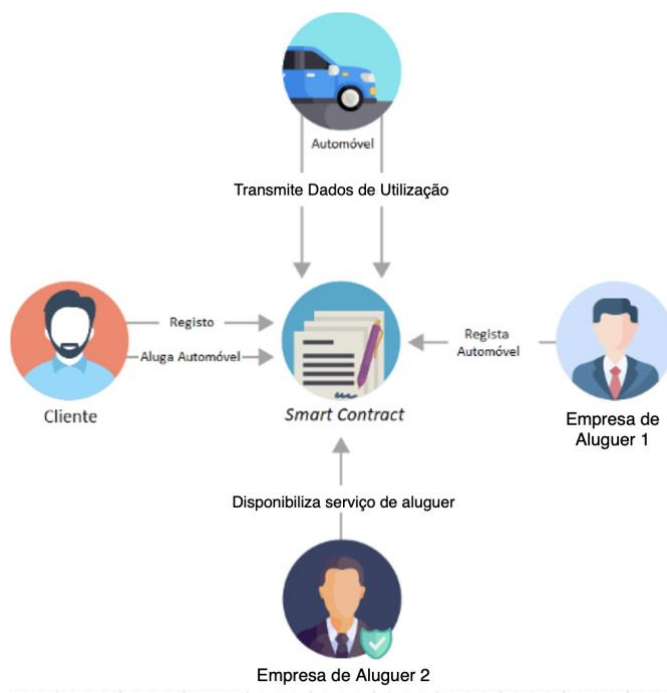 Automóvel
Transmite Dados de Utilização
Registo
Aluga Automóvel
Cliente
Smart Contract
Regista
Automóvel
Empresa de
Aluguer 1
Disponibiliza serviço de aluguer
Empresa de Aluguer 2